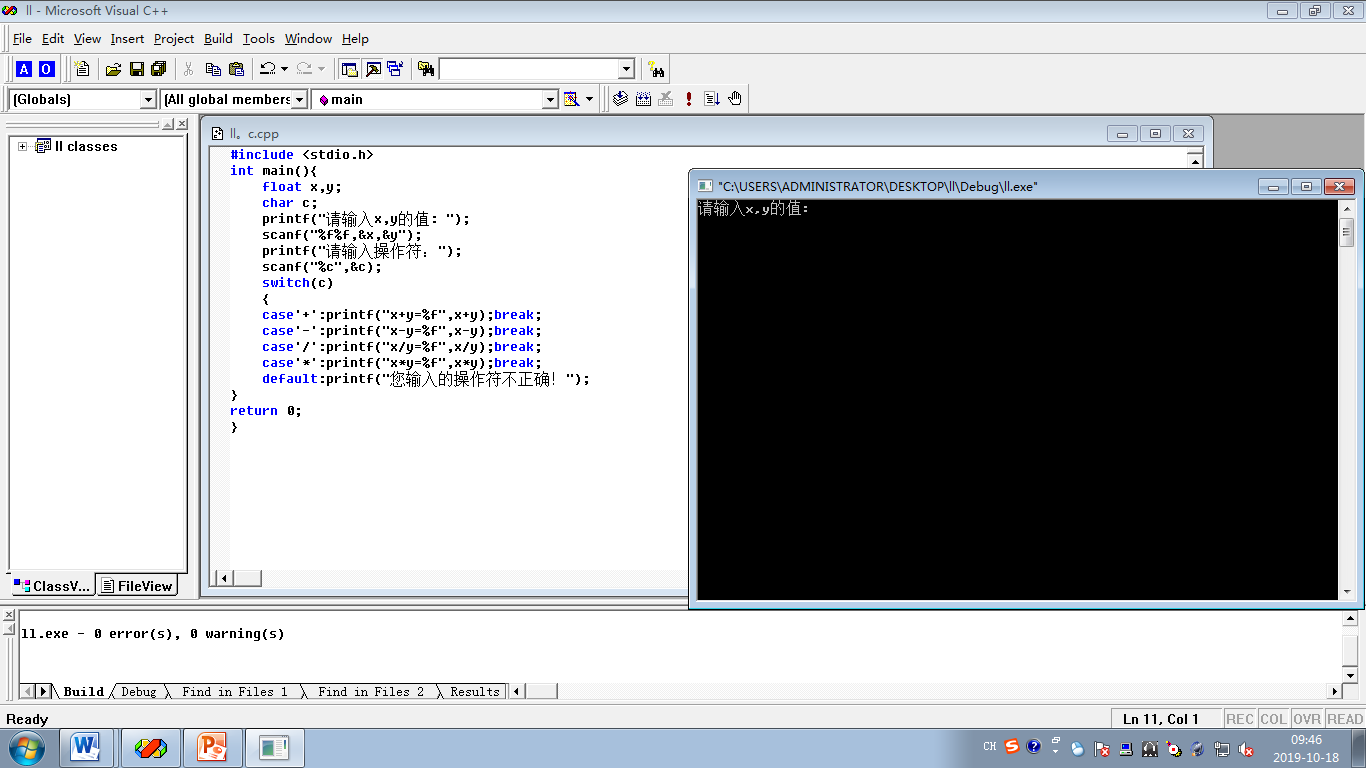 ll - Microsoft Visual C++
File Edit View Insert Project Build Tools Window Help
A O
(Globals) (All global members main
ll classes
ll。c.cpp
#include <stdio.h>
int main(){
float x,y;
char c;
printf("请输入x,y的值: ");
scanf("%f%f,&x,&y");
printf("请输入操作符: ");
scanf("%c",&c);
switch(c)
{
case'+':printf("x+y=%f",x+y);break;
case'-':printf("x-y=%f",x-y);break;
case'/':printf("x/y=%f",x/y);break;
case'*':printf("x*y=%f",x*y);break;
default:printf("您输入的操作符不正确! ");
}
return 0;
}
"C:\USERS\ADMINISTRATOR\DESKTOP\ll\Debug\ll.exe"
请输入x,y的值:
ClassV... FileView
ll.exe - 0 error(s), 0 warning(s)
Build Debug Find in Files 1 Find in Files 2 Results
Ready Ln 11, Col 1 REC COL OVR READ
CH 09:46
2019-10-18